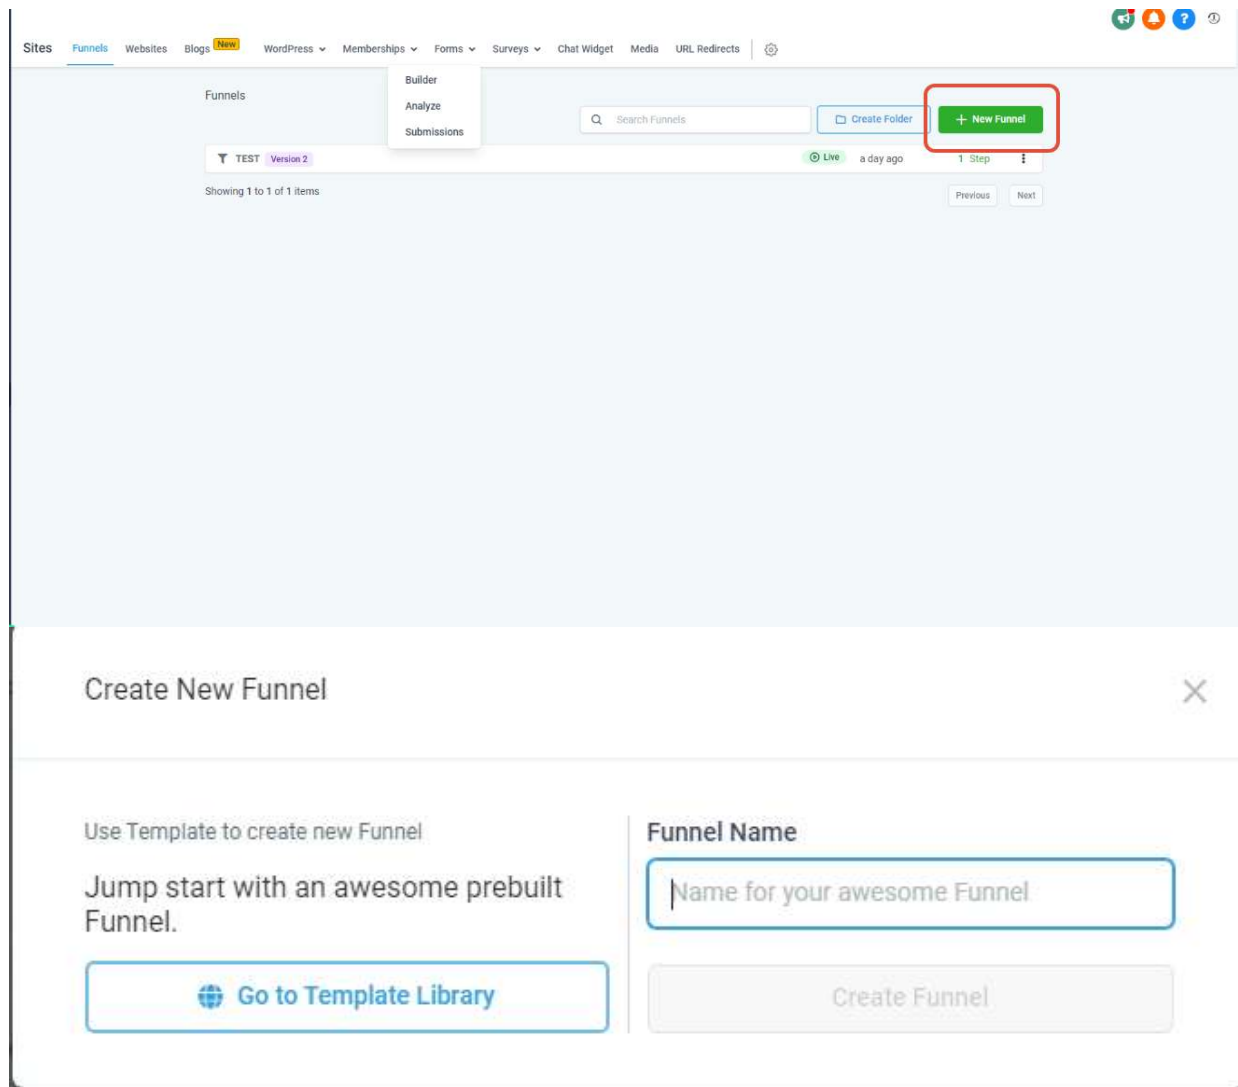 Sites Funnels Websites Blogs New WordPress Memberships Forms Surveys Chat Widget Media URL Redirects
Builder
Analyze
Submissions
Funnels
Search Funnels Create Folder + New Funnel
TEST Version 2 Live a day ago 1 Step
Showing 1 to 1 of 1 items
Previous Next
Create New Funnel
Use Template to create new Funnel
Jump start with an awesome prebuilt
Funnel.
Go to Template Library
Funnel Name
Name for your awesome Funnel
Create Funnel